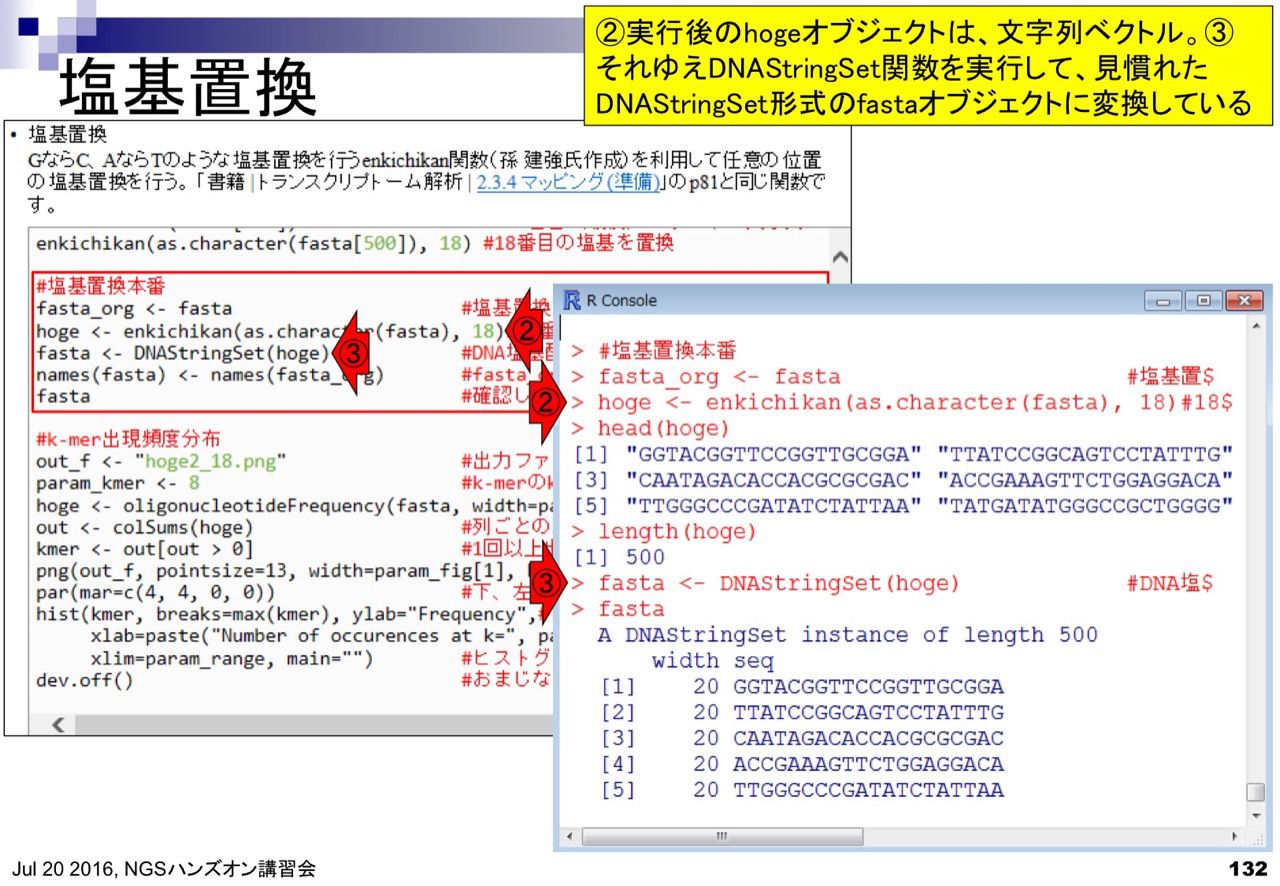 塩基置換
②実行後のhogeオブジェクトは、文字列ベクトル。③
それゆえDNAStringSet関数を実行して、見慣れた
DNAStringSet形式のfastaオブジェクトに変換している
• 塩基置換
GならC、AならTのような塩基置換を行うenkichikan関数(孫 建強氏作成)を利用して任意の位置
の塩基置換を行う。「書籍 | トランスクリプトーム解析 | 2.3.4 マッピング(準備)」のp81と同じ関数で
す。
enkichikan(as.character(fasta[500]), 18) #18番目の塩基を置換
#塩基置換本番
fasta_org <- fasta #塩基置換
hoge <- enkichikan(as.character(fasta), 18) ②
fasta <- DNAStringSet(hoge) ③ #DNA塩基
names(fasta) <- names(fasta_org) #fasta
fasta #確認し
#k-mer出現頻度分布
out_f <- "hoge2_18.png" #出力ファ
param_kmer <- 8 #k-merのk
hoge <- oligonucleotideFrequency(fasta, width=pa
out <- colSums(hoge) #列ごとの
kmer <- out[out > 0] #1回以上
png(out_f, pointsize=13, width=param_fig[1],
par(mar=c(4, 4, 0, 0)) #下、左
hist(kmer, breaks=max(kmer), ylab="Frequency",
xlab=paste("Number of occurences at k=", pa
xlim=param_range, main="") #ヒストグ
dev.off() #おまじな
R Console
> #塩基置換本番
> fasta_org <- fasta #塩基置$
② > hoge <- enkichikan(as.character(fasta), 18)#18$
> head(hoge)
[1] "GGTACGGTTCCGGTTGCGGA" "TTATCCGGCAGTCCTATTTG"
[3] "CAATAGACACCACGCGCGAC" "ACCGAAAGTTCTGGAGGACA"
[5] "TTGGGCCCGATATCTATTAA" "TATGATATGGGCCGCTGGGG"
> length(hoge)
[1] 500
③ > fasta <- DNAStringSet(hoge) #DNA塩$
> fasta
A DNAStringSet instance of length 500
width seq
[1] 20 GGTACGGTTCCGGTTGCGGA
[2] 20 TTATCCGGCAGTCCTATTTG
[3] 20 CAATAGACACCACGCGCGAC
[4] 20 ACCGAAAGTTCTGGAGGACA
[5] 20 TTGGGCCCGATATCTATTAA
Jul 20 2016, NGSハンズオン講習会
132